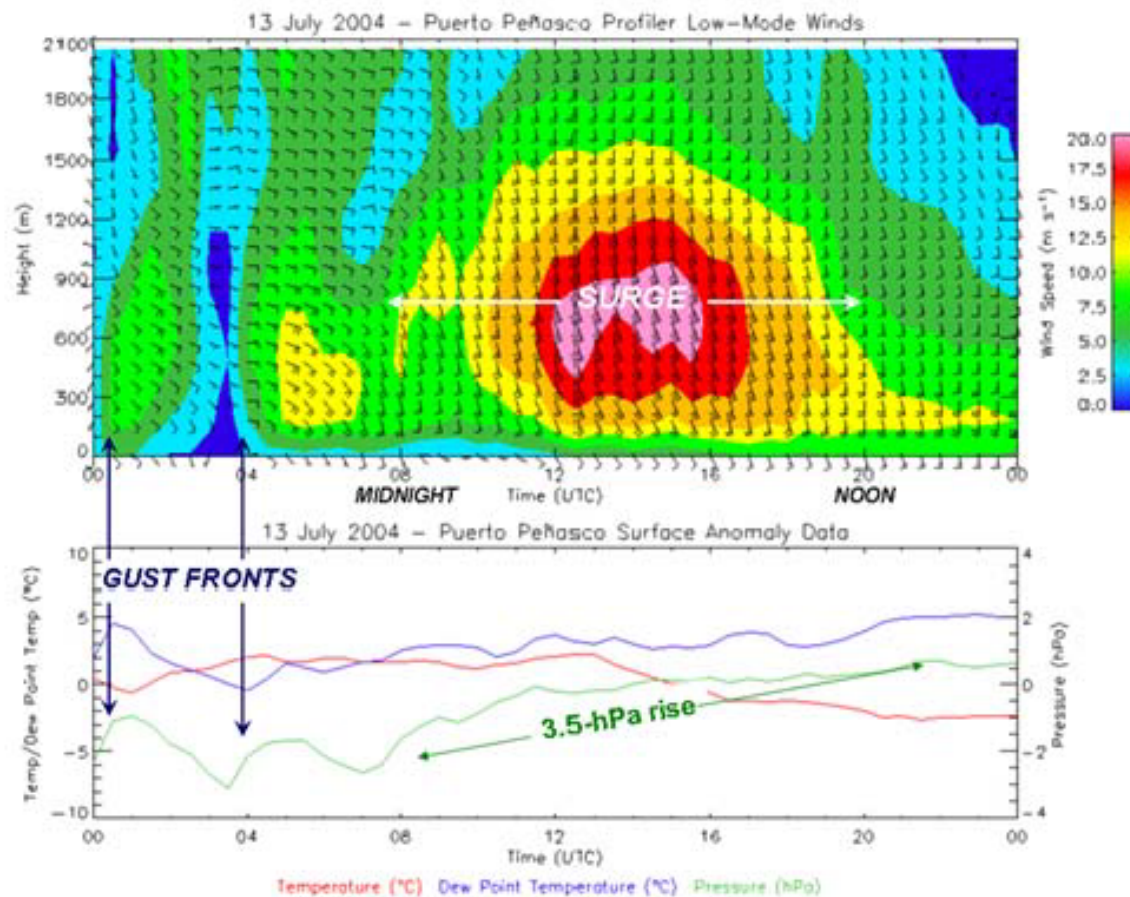 13 July 2004 – Puerto Peñasco Profiler Low-Mode Winds
2100
1800
1500
1200
900
600
300
0
Height (m)
SURGE
20.0
17.5
15.0
12.5
10.0
7.5
5.0
2.5
0.0
Wind Speed (m s⁻¹)
00 04 08 12 16 20 00
MIDNIGHT Time (UTC) NOON
13 July 2004 – Puerto Peñasco Surface Anomaly Data
10
5
0
−5
−10
Temp/Dew Point Temp (°C)
GUST FRONTS
3.5-hPa rise
4
2
0
−2
−4
Pressure (hPa)
00 04 08 12 16 20 00
Time (UTC)
Temperature (°C) Dew Point Temperature (°C) Pressure (hPa)